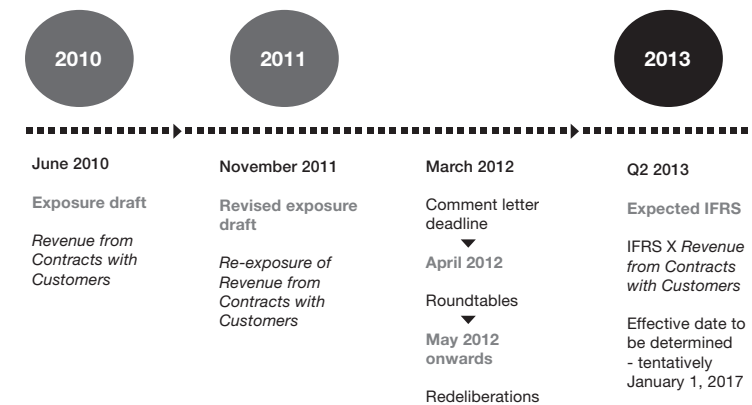 2010
2011
2013
June 2010
Exposure draft
Revenue from
Contracts with
Customers
November 2011
Revised exposure
draft
Re-exposure of
Revenue from
Contracts with
Customers
March 2012
Comment letter
deadline
April 2012
Roundtables
May 2012
onwards
Redeliberations
Q2 2013
Expected IFRS
IFRS X Revenue
from Contracts
with Customers
Effective date to
be determined
- tentatively
January 1, 2017